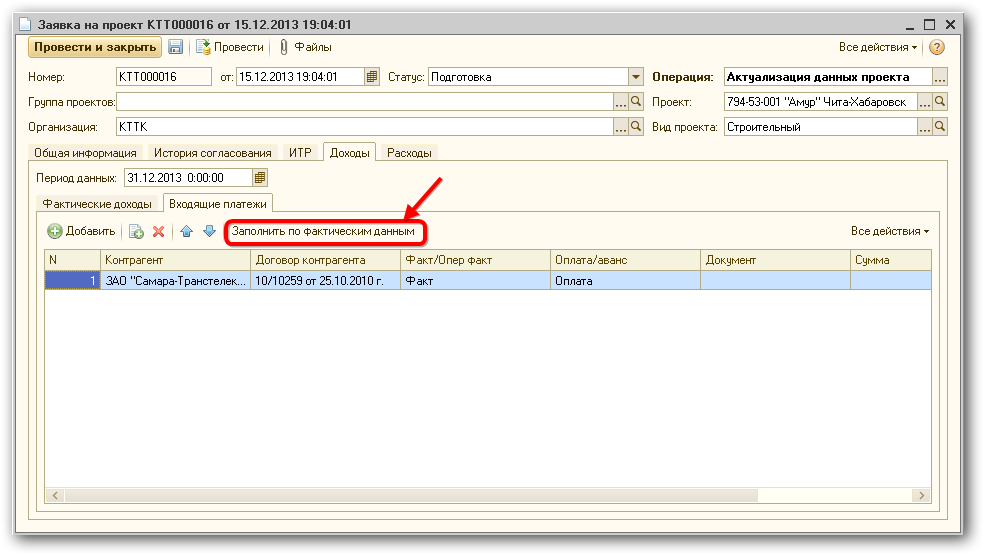 Заявка на проект КТТ000016 от 15.12.2013 19:04:01
Провести и закрыть Провести Файлы Все действия
Номер: КТТ000016 от: 15.12.2013 19:04:01 Статус: Подготовка Операция: Актуализация данных проекта
Группа проектов: Проект: 794-53-001 "Амур" Чита-Хабаровск
Организация: КТТК Вид проекта: Строительный
Общая информация История согласования ИТР Доходы Расходы
Период данных: 31.12.2013 0:00:00
Фактические доходы Входящие платежи
Добавить Заполнить по фактическим данным Все действия
N Контрагент Договор контрагента Факт/Опер факт Оплата/аванс Документ Сумма
1 ЗАО "Самара-Транстелек... 10/10259 от 25.10.2010 г. Факт Оплата